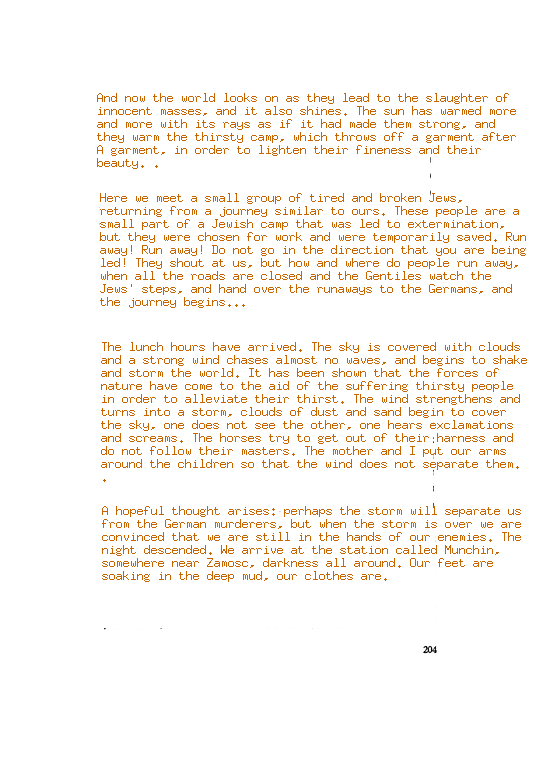 And now the world looks on as they lead to the slaughter of
innocent masses, and it also shines. The sun has warmed more
and more with its rays as if it had made them strong, and
they warm the thirsty camp, which throws off a garment after
A garment, in order to lighten their fineness and their
beauty. .
Here we meet a small group of tired and broken Jews,
returning from a journey similar to ours. These people are a
small part of a Jewish camp that was led to extermination,
but they were chosen for work and were temporarily saved. Run
away! Run away! Do not go in the direction that you are being
led! They shout at us, but how and where do people run away,
when all the roads are closed and the Gentiles watch the
Jews' steps, and hand over the runaways to the Germans, and
the journey begins...
The lunch hours have arrived. The sky is covered with clouds
and a strong wind chases almost no waves, and begins to shake
and storm the world. It has been shown that the forces of
nature have come to the aid of the suffering thirsty people
in order to alleviate their thirst. The wind strengthens and
turns into a storm, clouds of dust and sand begin to cover
the sky, one does not see the other, one hears exclamations
and screams. The horses try to get out of their harness and
do not follow their masters. The mother and I put our arms
around the children so that the wind does not separate them.
.
A hopeful thought arises: perhaps the storm will separate us
from the German murderers, but when the storm is over we are
convinced that we are still in the hands of our enemies. The
night descended. We arrive at the station called Munchin,
somewhere near Zamosc, darkness all around. Our feet are
soaking in the deep mud, our clothes are.
204